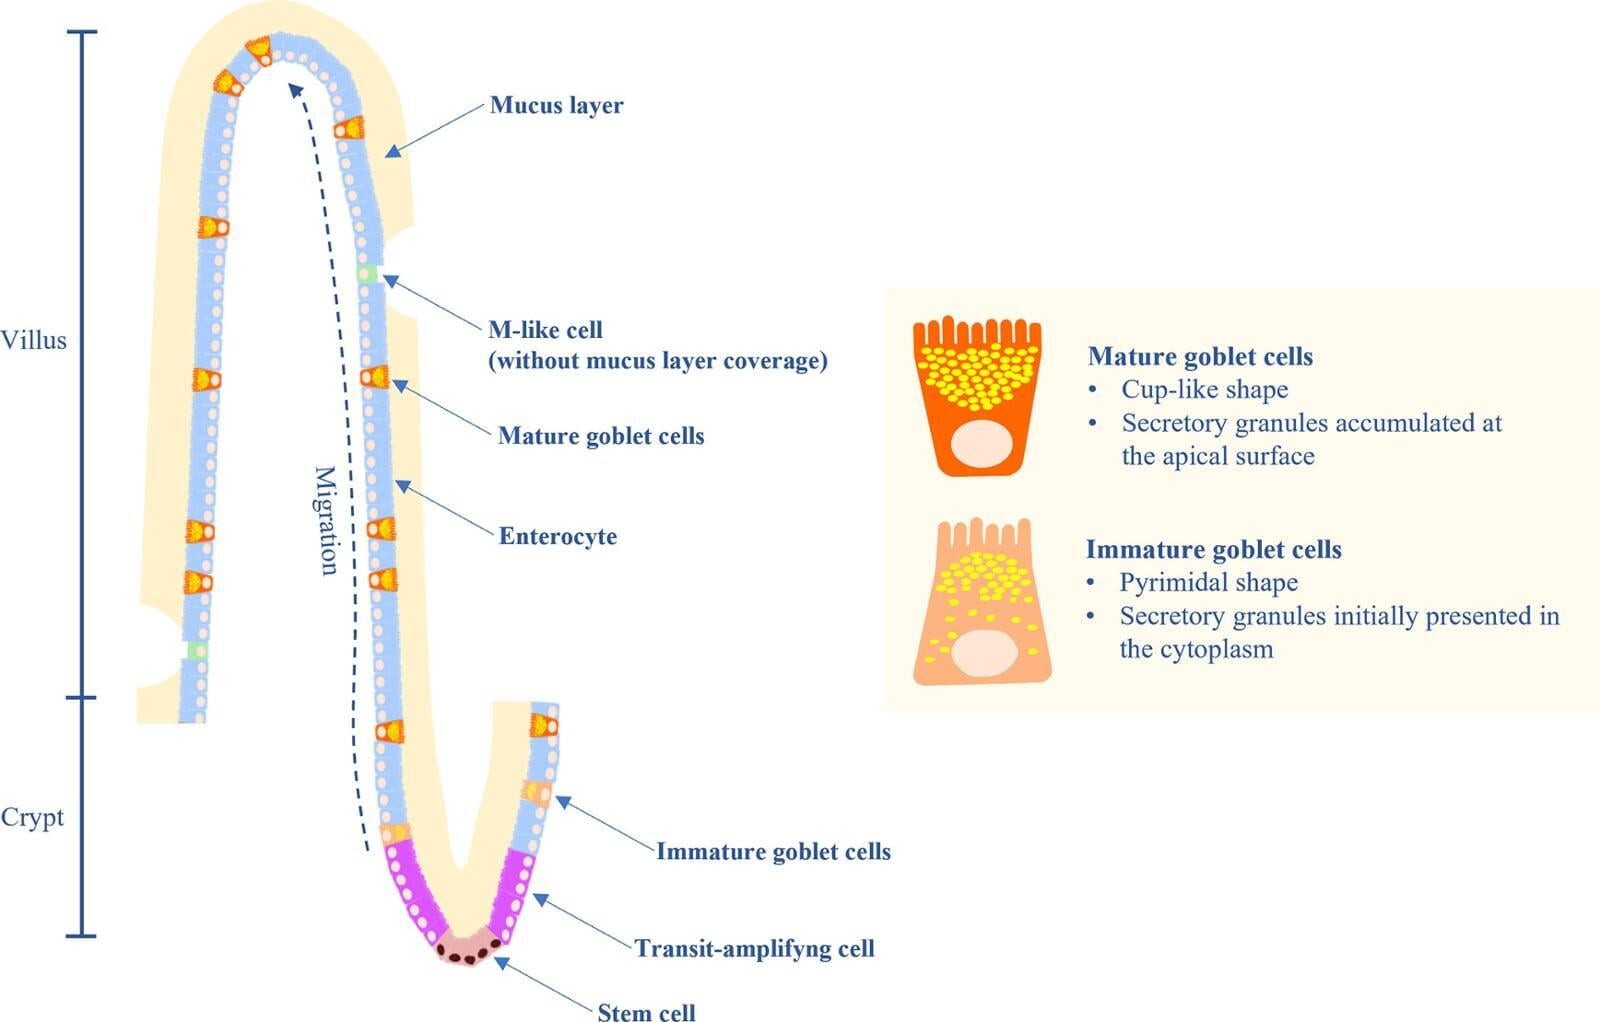 Mucus layer
M-like cell
(without mucus layer coverage)
Villus
Mature goblet cells
Migration
Enterocyte
Crypt
Immature goblet cells
Transit-amplifyng cell
Stem cell
Mature goblet cells
• Cup-like shape
• Secretory granules accumulated at
the apical surface
Immature goblet cells
• Pyrimidal shape
• Secretory granules initially presented in
the cytoplasm